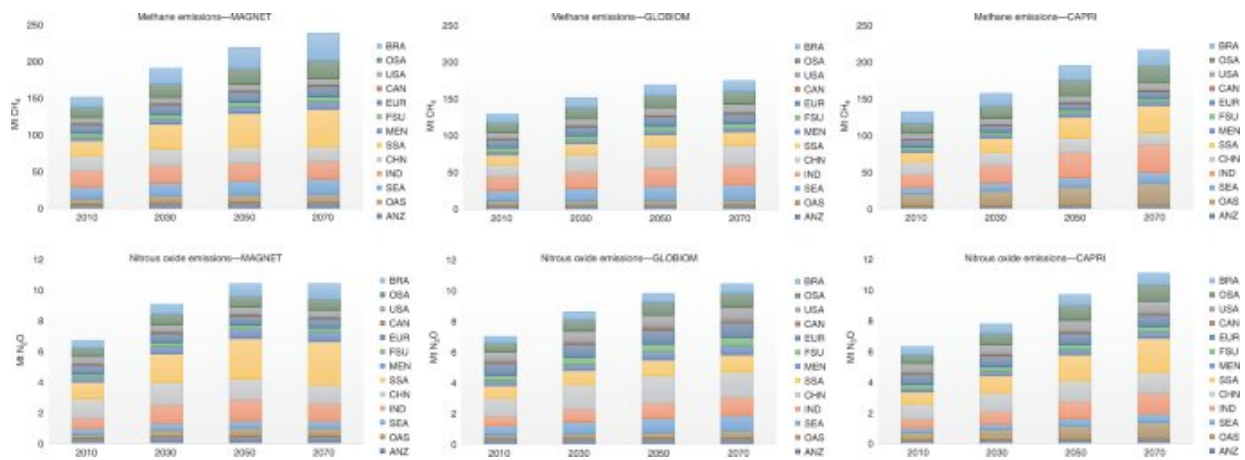 Methane emissions—MAGNET
Mt CH₄
250
200
150
100
50
0
2010 2030 2050 2070
BRA
OSA
USA
CAN
EUR
FSU
MEN
SSA
CHN
IND
SEA
OAS
ANZ
Methane emissions—GLOBIOM
Mt CH₄
250
200
150
100
50
0
2010 2030 2050 2070
BRA
OSA
USA
CAN
EUR
FSU
MEN
SSA
CHN
IND
SEA
OAS
ANZ
Methane emissions—CAPRI
Mt CH₄
250
200
150
100
50
0
2010 2030 2050 2070
BRA
OSA
USA
CAN
EUR
FSU
MEN
SSA
CHN
IND
SEA
OAS
ANZ
Nitrous oxide emissions—MAGNET
Mt N₂O
12
10
8
6
4
2
0
2010 2030 2050 2070
BRA
OSA
USA
CAN
EUR
FSU
MEN
SSA
CHN
IND
SEA
OAS
ANZ
Nitrous oxide emissions—GLOBIOM
Mt N₂O
12
10
8
6
4
2
0
2010 2030 2050 2070
BRA
OSA
USA
CAN
EUR
FSU
MEN
SSA
CHN
IND
SEA
OAS
ANZ
Nitrous oxide emissions—CAPRI
Mt N₂O
12
10
8
6
4
2
0
2010 2030 2050 2070
BRA
OSA
USA
CAN
EUR
FSU
MEN
SSA
CHN
IND
SEA
OAS
ANZ